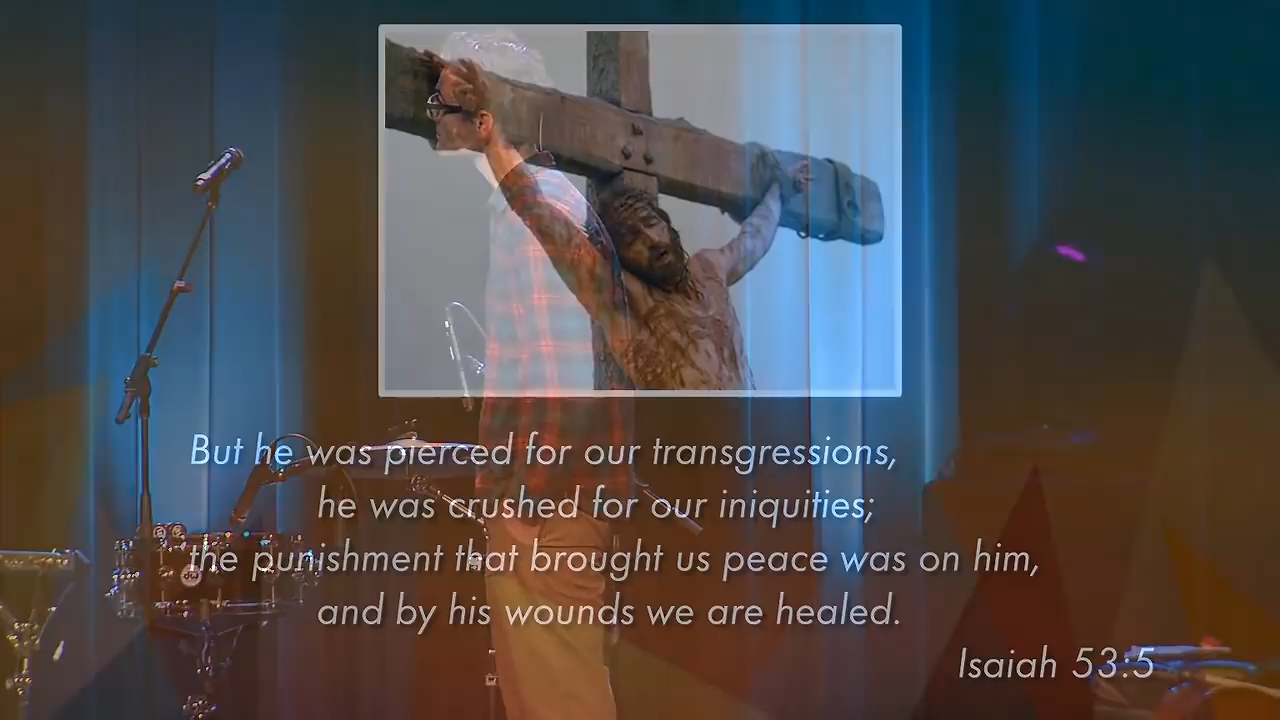 But he was pierced for our transgressions,
he was crushed for our iniquities;
the punishment that brought us peace was on him,
and by his wounds we are healed.
Isaiah 53:5